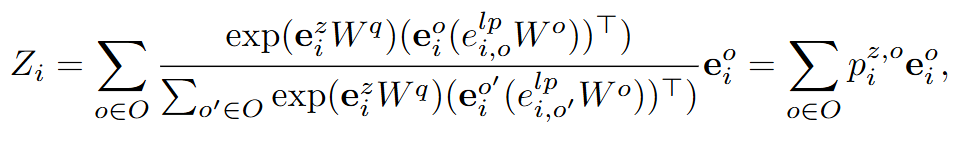 Z_i = \sum_{o \in O} \frac{\exp(\mathbf{e}_i^z W^q)(\mathbf{e}_i^o (e_{i,o}^{lp} W^o))^\top)}{\sum_{o' \in O} \exp(\mathbf{e}_i^z W^q)(\mathbf{e}_i^{o'} (e_{i,o'}^{lp} W^o))^\top)} \mathbf{e}_i^o = \sum_{o \in O} p_i^{z,o} \mathbf{e}_i^o,